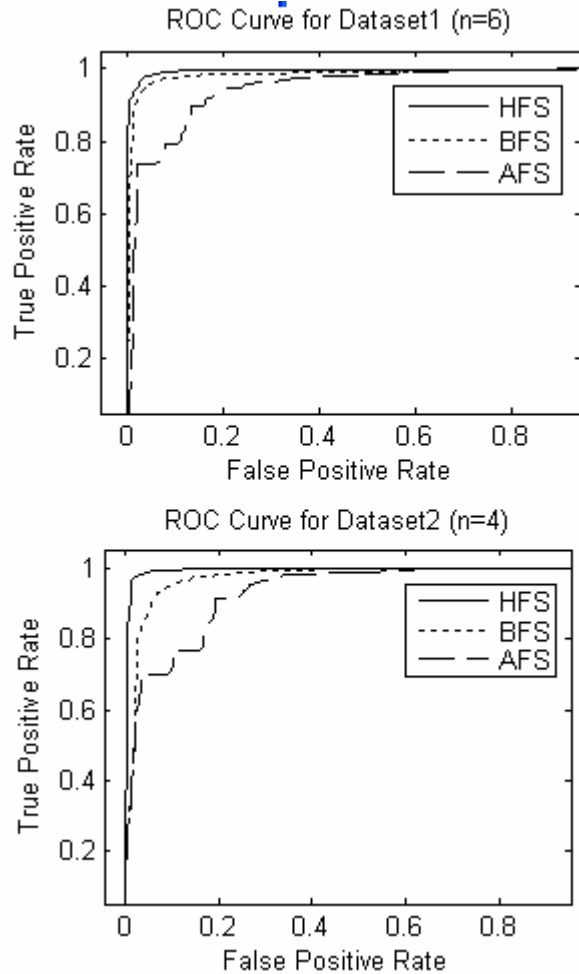 ROC Curve for Dataset1 (n=6)
1
0.8
0.6
0.4
0.2
True Positive Rate
HFS
BFS
AFS
0 0.2 0.4 0.6 0.8
False Positive Rate
ROC Curve for Dataset2 (n=4)
1
0.8
0.6
0.4
0.2
True Positive Rate
HFS
BFS
AFS
0 0.2 0.4 0.6 0.8
False Positive Rate